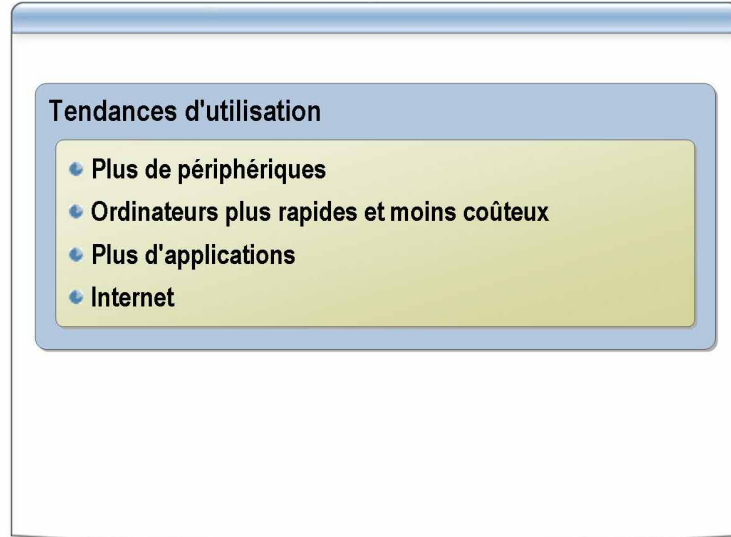 Tendances d'utilisation
Plus de périphériques
Ordinateurs plus rapides et moins coûteux
Plus d'applications
Internet